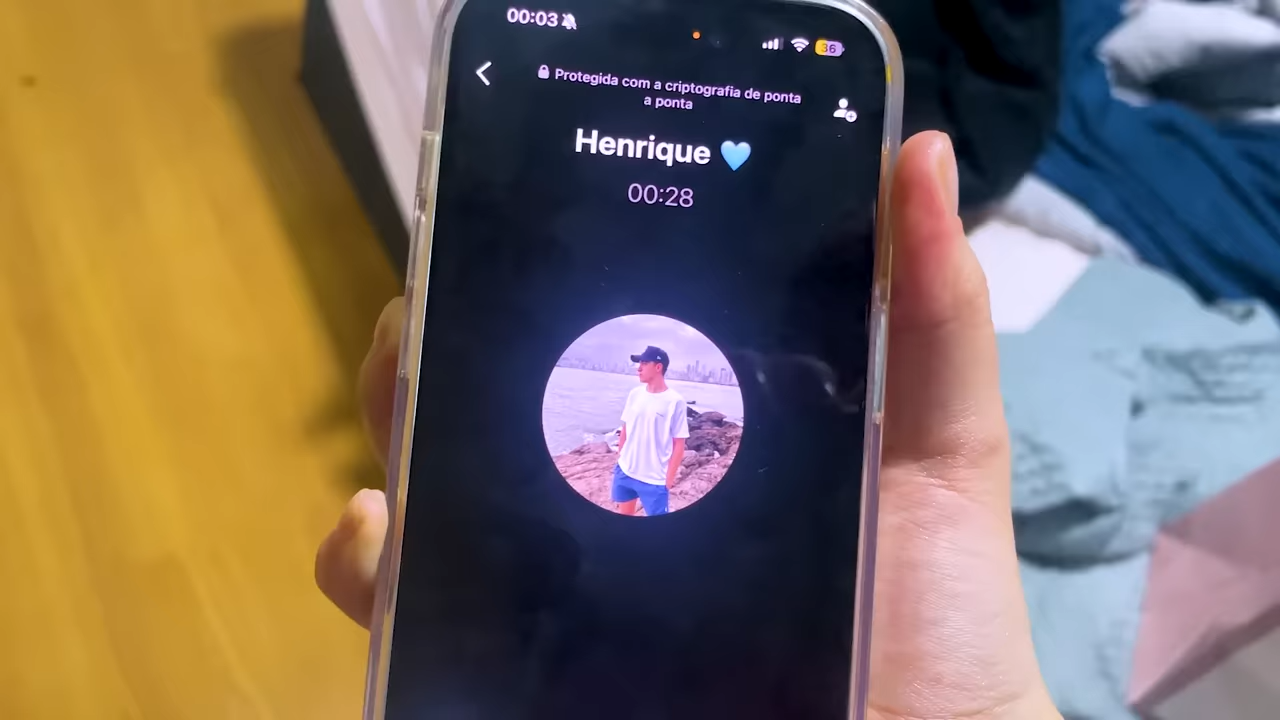 00:03
36
Protegida com a criptografia de ponta
a ponta
Henrique 🩵
00:28